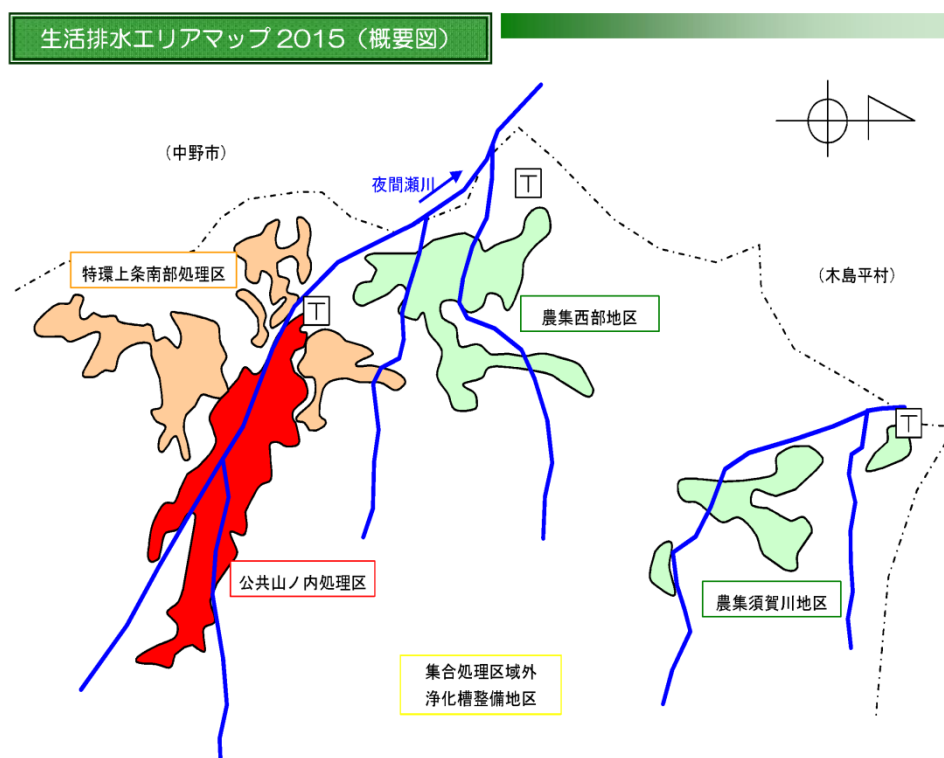 生活排水エリアマップ2015（概要図）
（中野市）
夜間瀬川
T
特環上条南部処理区
（木島平村）
T
農集西部地区
T
公共山ノ内処理区
農集須賀川地区
集合処理区域外
浄化槽整備地区